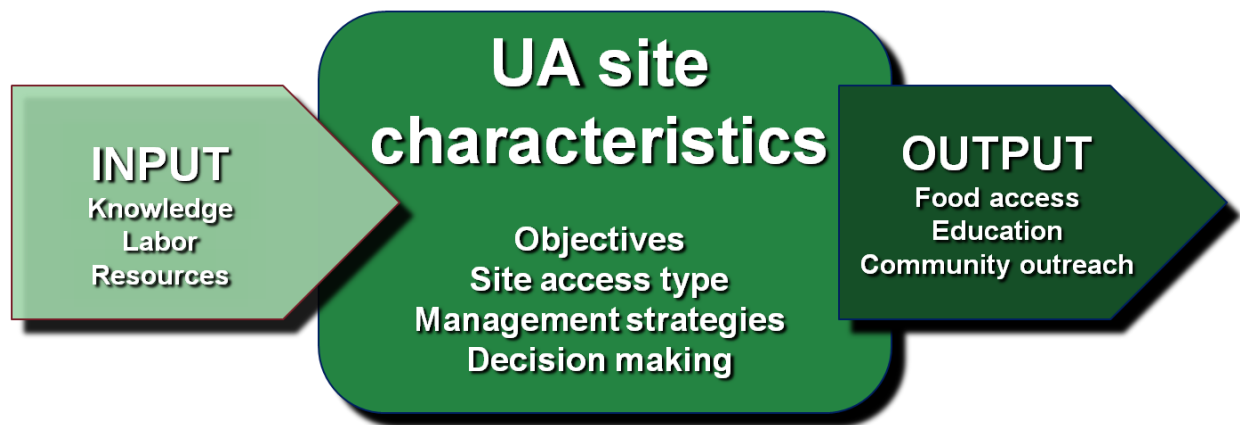 INPUT
Knowledge
Labor
Resources
UA site
characteristics
Objectives
Site access type
Management strategies
Decision making
OUTPUT
Food access
Education
Community outreach